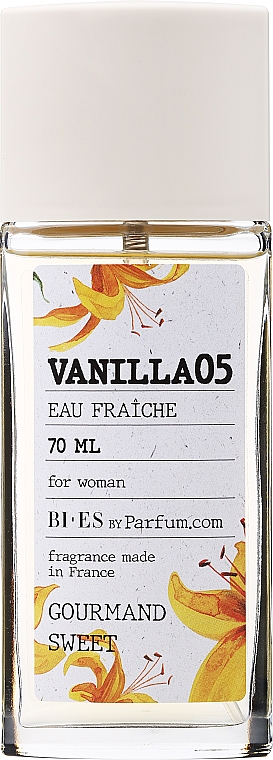 VANILLA05
EAU FRAÎCHE
70 ML
for woman
BI·ES BY Parfum.com
fragrance made
in France
GOURMAND
SWEET